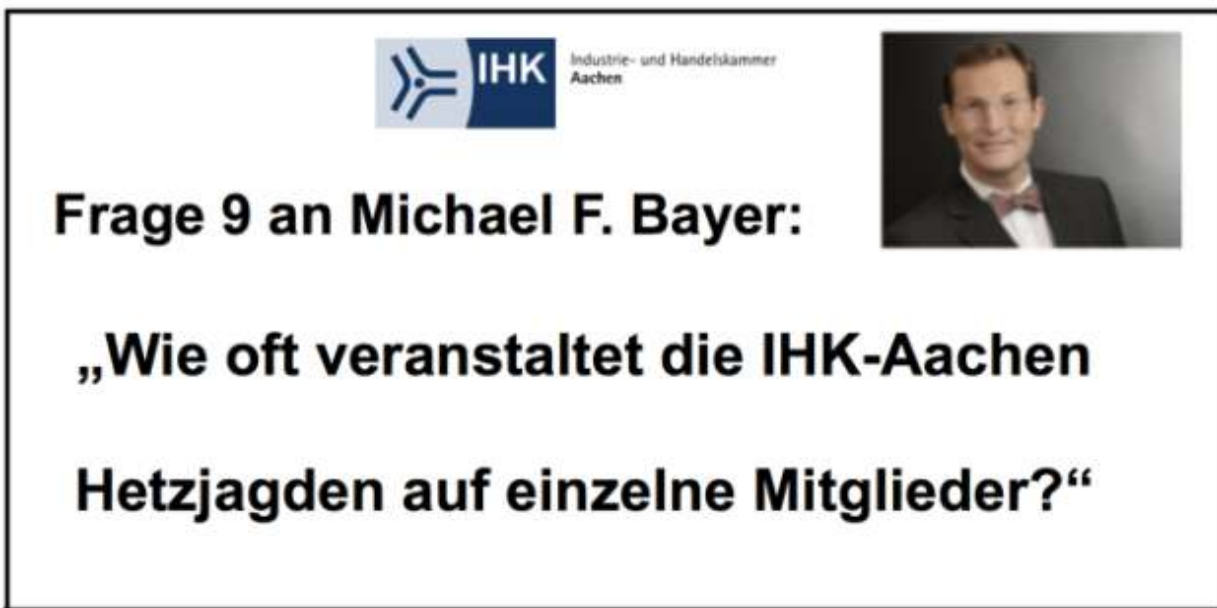 IHK
Industrie- und Handelskammer
Aachen
Frage 9 an Michael F. Bayer:
„Wie oft veranstaltet die IHK-Aachen
Hetzjagden auf einzelne Mitglieder?“